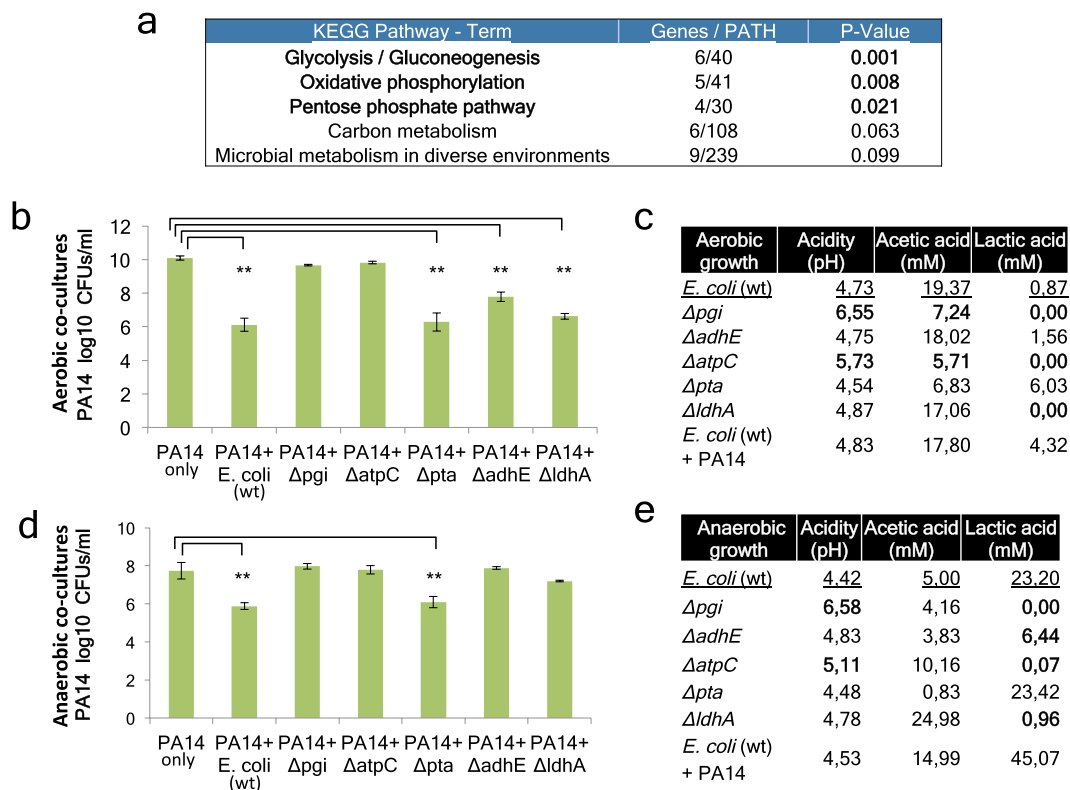 a
KEGG Pathway - Term Genes / PATH P-Value
Glycolysis / Gluconeogenesis 6/40 0.001
Oxidative phosphorylation 5/41 0.008
Pentose phosphate pathway 4/30 0.021
Carbon metabolism 6/108 0.063
Microbial metabolism in diverse environments 9/239 0.099
b
Aerobic co-cultures
PA14 log10 CFUs/ml
12
10
8
6
4
2
0
** ** ** **
PA14 PA14+ PA14+ PA14+ PA14+ PA14+ PA14+
only E. coli Δpgi ΔatpC Δpta ΔadhE ΔldhA
(wt)
c
Aerobic Acidity Acetic acid Lactic acid
growth (pH) (mM) (mM)
E. coli (wt) 4,73 19,37 0,87
Δpgi 6,55 7,24 0,00
ΔadhE 4,75 18,02 1,56
ΔatpC 5,73 5,71 0,00
Δpta 4,54 6,83 6,03
ΔldhA 4,87 17,06 0,00
E. coli (wt)
+ PA14 4,83 17,80 4,32
d
Anaerobic co-cultures
PA14 log10 CFUs/ml
10
8
6
4
2
0
** **
PA14 PA14+ PA14+ PA14+ PA14+ PA14+ PA14+
only E. coli Δpgi ΔatpC Δpta ΔadhE ΔldhA
(wt)
e
Anaerobic Acidity Acetic acid Lactic acid
growth (pH) (mM) (mM)
E. coli (wt) 4,42 5,00 23,20
Δpgi 6,58 4,16 0,00
ΔadhE 4,83 3,83 6,44
ΔatpC 5,11 10,16 0,07
Δpta 4,48 0,83 23,42
ΔldhA 4,78 24,98 0,96
E. coli (wt)
+ PA14 4,53 14,99 45,07